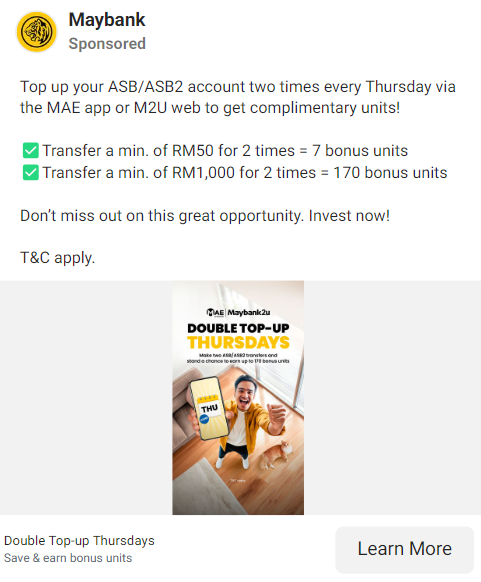 Maybank
Sponsored
Top up your ASB/ASB2 account two times every Thursday via
the MAE app or M2U web to get complimentary units!
✅ Transfer a min. of RM50 for 2 times = 7 bonus units
✅ Transfer a min. of RM1,000 for 2 times = 170 bonus units
Don’t miss out on this great opportunity. Invest now!
T&C apply.
MAE Maybank2u
DOUBLE TOP-UP
THURSDAYS
Make two ASB/ASB2 transfers and
stand a chance to earn up to 170 bonus units
THU
Double Top-up Thursdays
Save & earn bonus units
Learn More